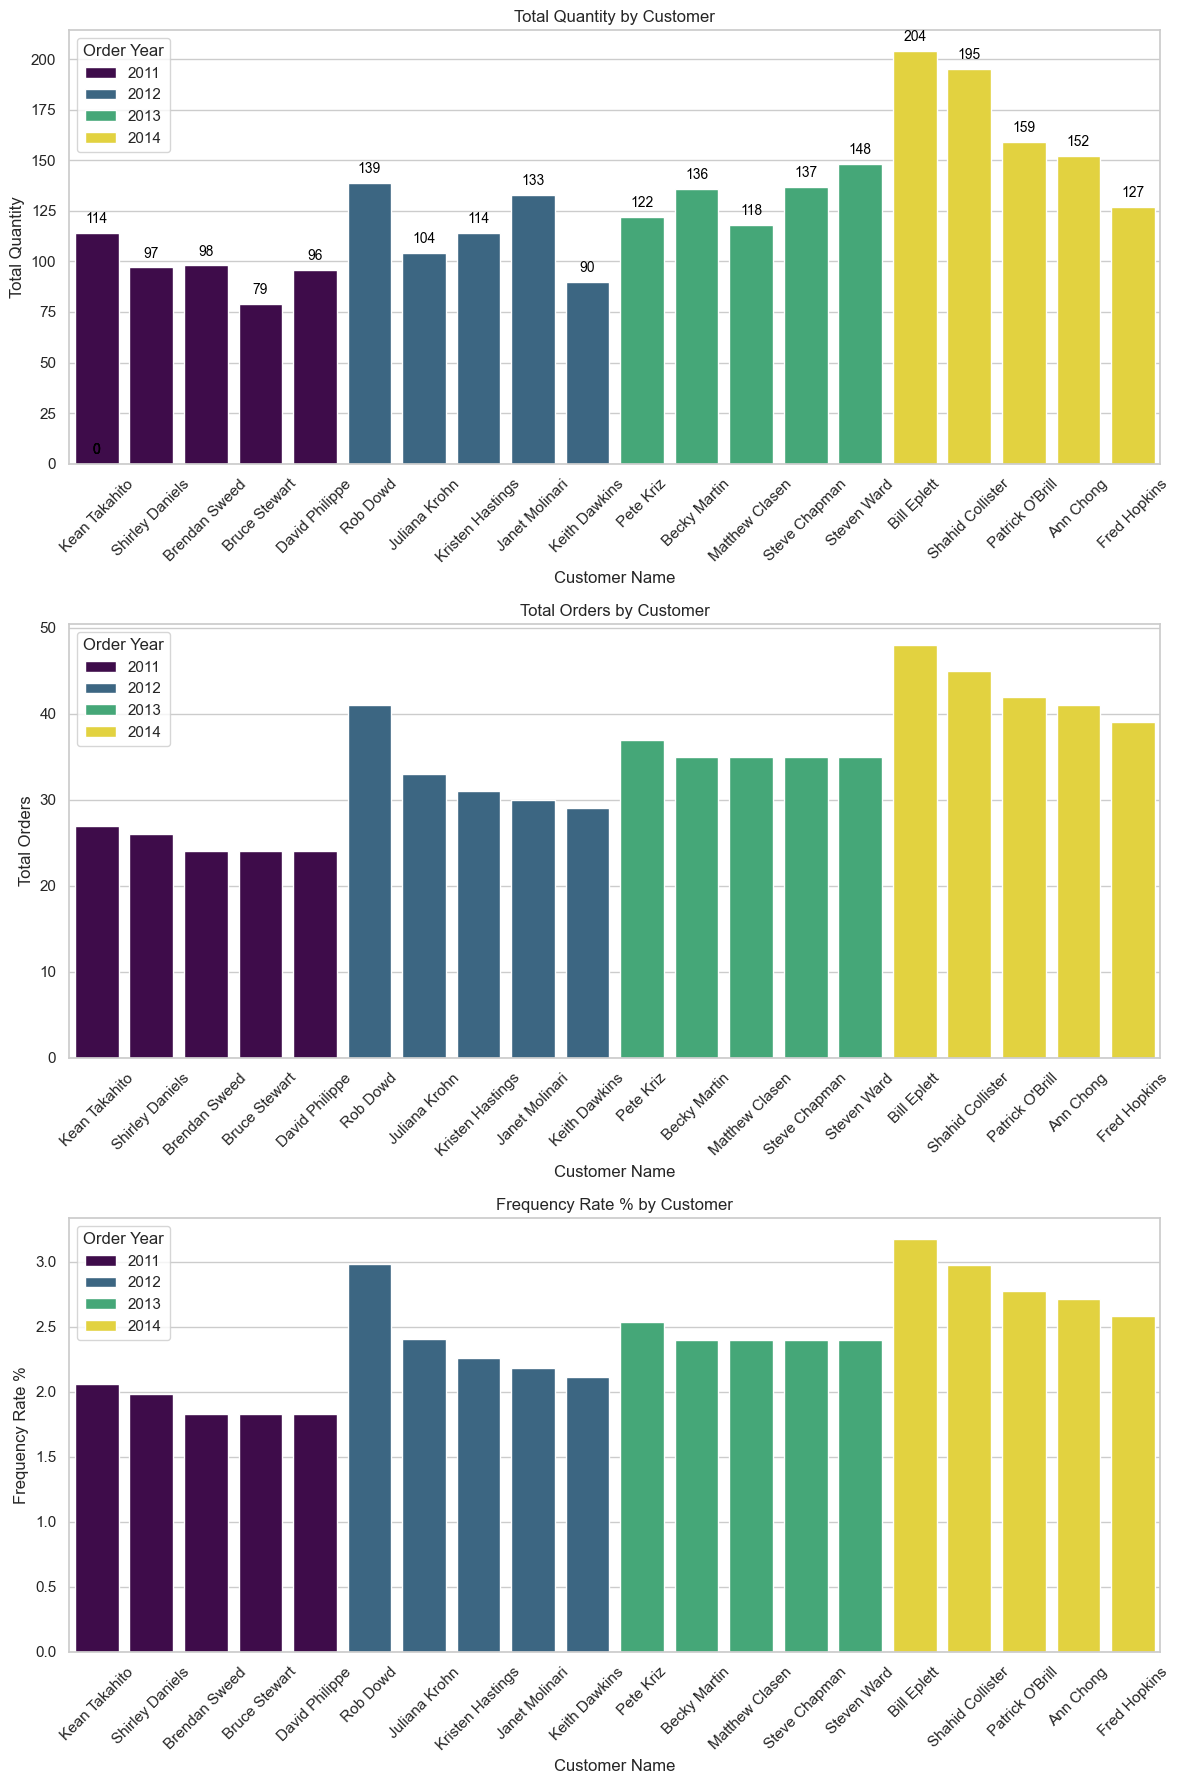 Total Quantity by Customer
Order Year
2011
2012
2013
2014
Total Quantity
200
175
150
125
100
75
50
25
0
114
97
98
79
96
139
104
114
133
90
122
136
118
137
148
204
195
159
152
127
0
Kean Takahito
Shirley Daniels
Brendan Sweed
Bruce Stewart
David Philippe
Rob Dowd
Juliana Krohn
Kristen Hastings
Janet Molinari
Keith Dawkins
Pete Kriz
Becky Martin
Matthew Clasen
Steve Chapman
Steven Ward
Bill Eplett
Shahid Collister
Patrick O'Brill
Ann Chong
Fred Hopkins
Customer Name
Total Orders by Customer
Order Year
2011
2012
2013
2014
Total Orders
50
40
30
20
10
0
Kean Takahito
Shirley Daniels
Brendan Sweed
Bruce Stewart
David Philippe
Rob Dowd
Juliana Krohn
Kristen Hastings
Janet Molinari
Keith Dawkins
Pete Kriz
Becky Martin
Matthew Clasen
Steve Chapman
Steven Ward
Bill Eplett
Shahid Collister
Patrick O'Brill
Ann Chong
Fred Hopkins
Customer Name
Frequency Rate % by Customer
Order Year
2011
2012
2013
2014
Frequency Rate %
3.0
2.5
2.0
1.5
1.0
0.5
0.0
Kean Takahito
Shirley Daniels
Brendan Sweed
Bruce Stewart
David Philippe
Rob Dowd
Juliana Krohn
Kristen Hastings
Janet Molinari
Keith Dawkins
Pete Kriz
Becky Martin
Matthew Clasen
Steve Chapman
Steven Ward
Bill Eplett
Shahid Collister
Patrick O'Brill
Ann Chong
Fred Hopkins
Customer Name